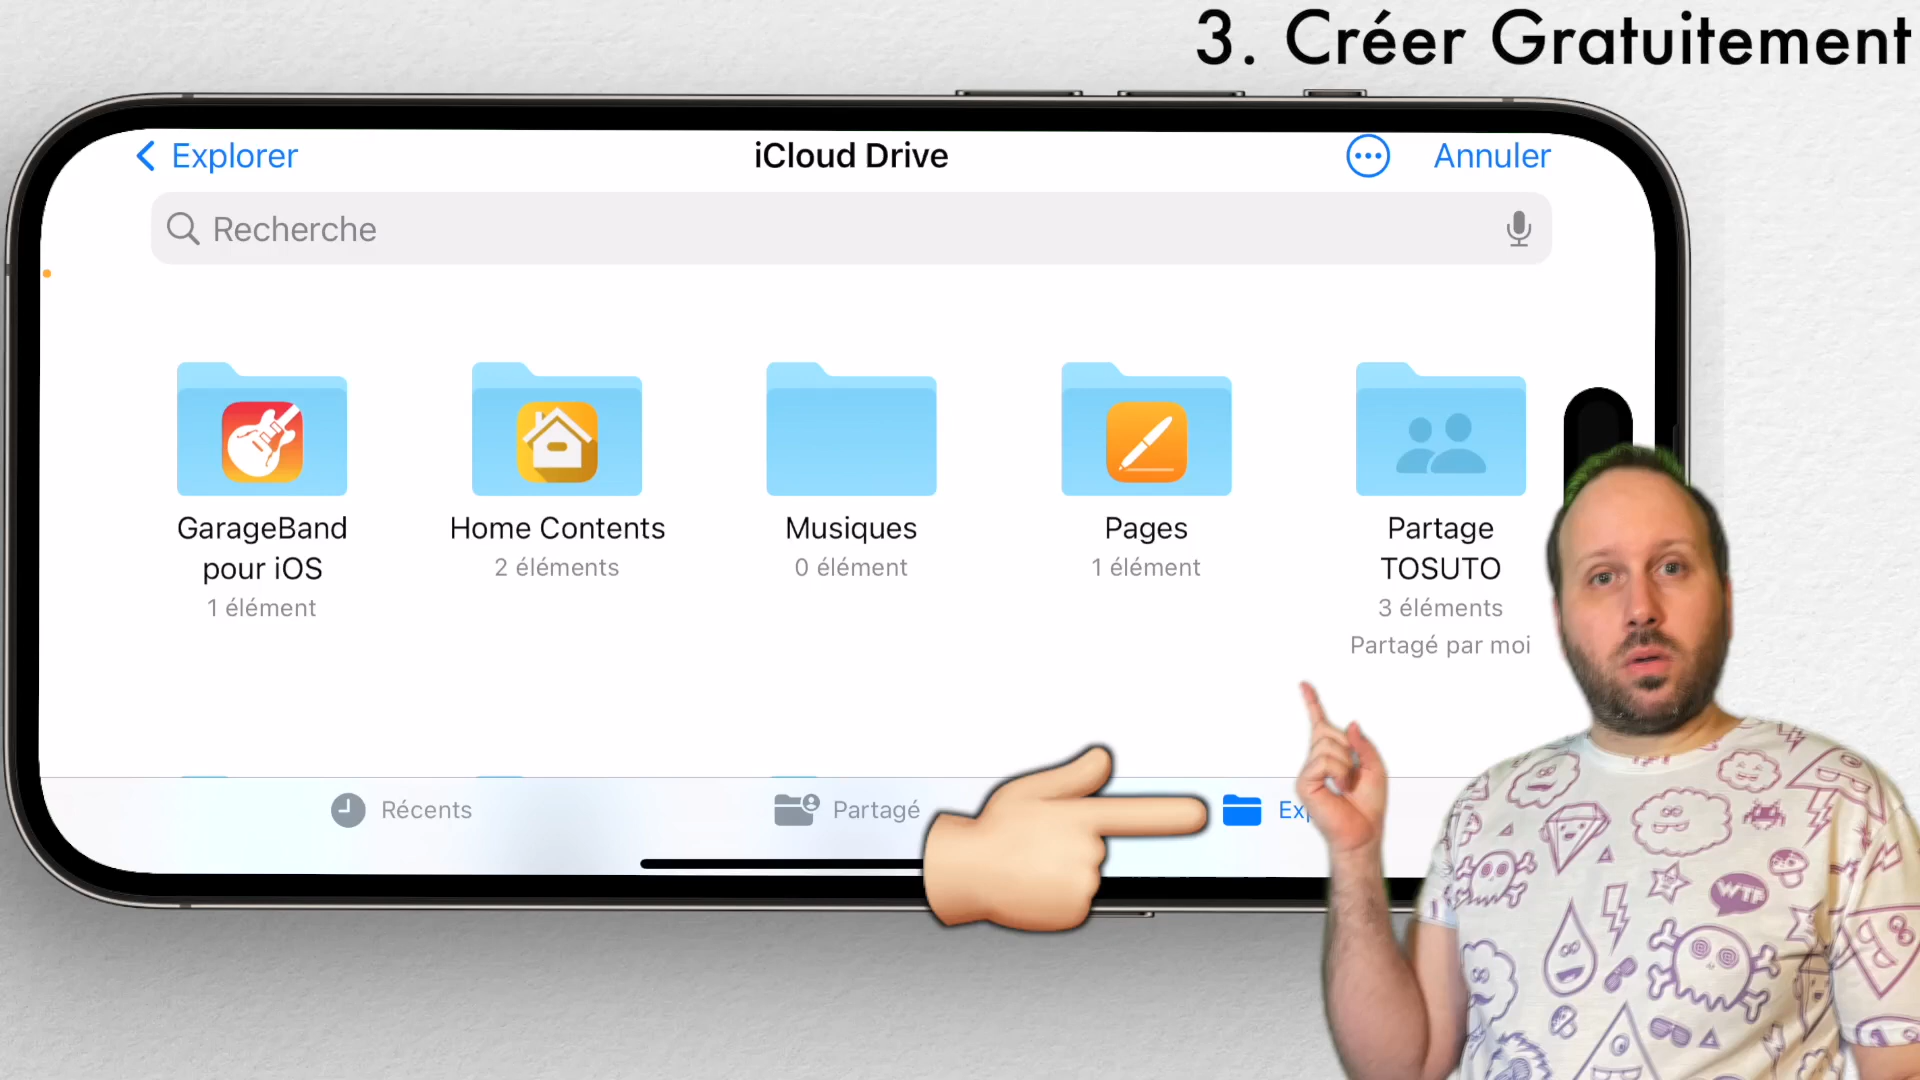 3. Créer Gratuitement
Explorer
iCloud Drive
Annuler
Recherche
GarageBand
pour iOS
1 élément
Home Contents
2 éléments
Musiques
0 élément
Pages
1 élément
Partage
TOSUTO
3 éléments
Partagé par moi
Récents
Partagé
WTF